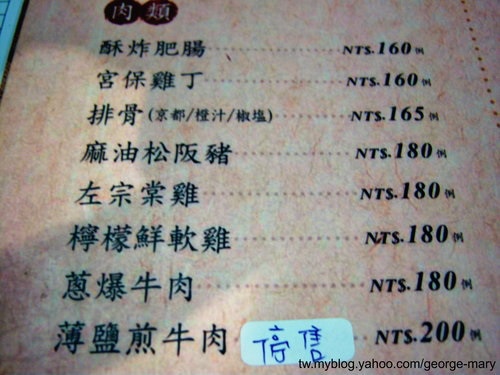 肉類
酥炸肥腸 NT$.160例
宮保雞丁 NT$.160例
排骨(京都/橙汁/椒塩) NT$.165例
麻油松阪豬 NT$.180例
左宗棠雞 NT$.180例
檸檬鮮軟雞 NT$.180例
蔥爆牛肉 NT$.180例
薄鹽煎牛肉 停售 NT$.200例
tw.myblog.yahoo.com/george-mary